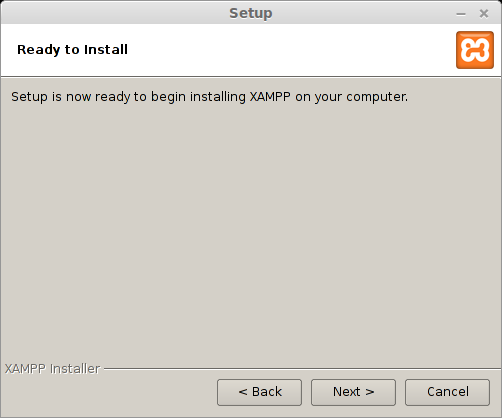 Setup
Ready to Install
Setup is now ready to begin installing XAMPP on your computer.
XAMPP Installer
< Back
Next >
Cancel